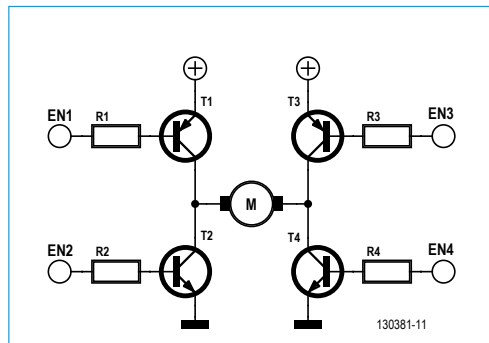 T1 T3
EN1 R1 R3 EN3
M
T2 T4
EN2 R2 R4 EN4
130381-11